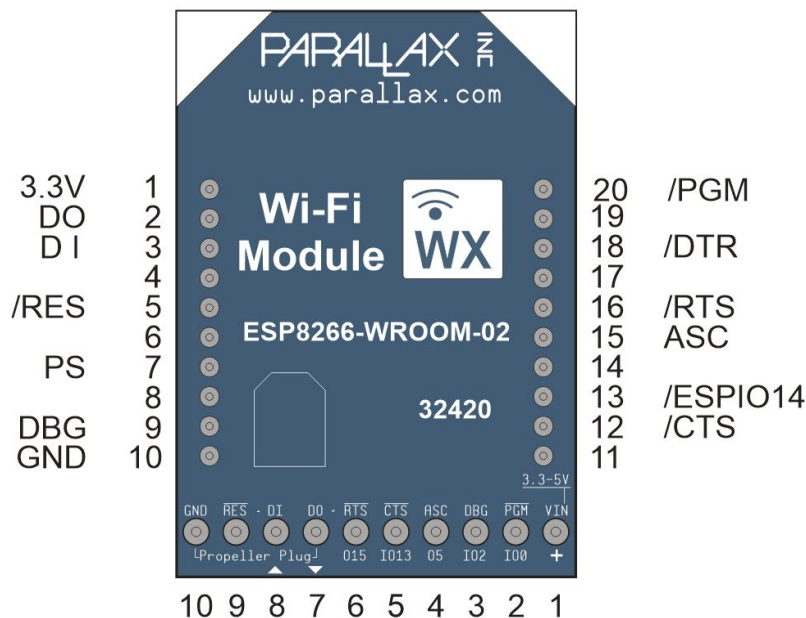 PARALLAX INC
www.parallax.com
3.3V 1 20 /PGM
DO 2 19
D I 3 18 /DTR
4 17
/RES 5 16 /RTS
6 15 ASC
PS 7 14
8 13 /ESPIO14
DBG 9 12 /CTS
GND 10 11
Wi-Fi
Module
WX
ESP8266-WROOM-02
32420
3.3-5V
GND RES - DI DO - RTS CTS ASC DBG PGM VIN
Propeller Plug O15 IO13 O5 IO2 IO0 +
10 9 8 7 6 5 4 3 2 1